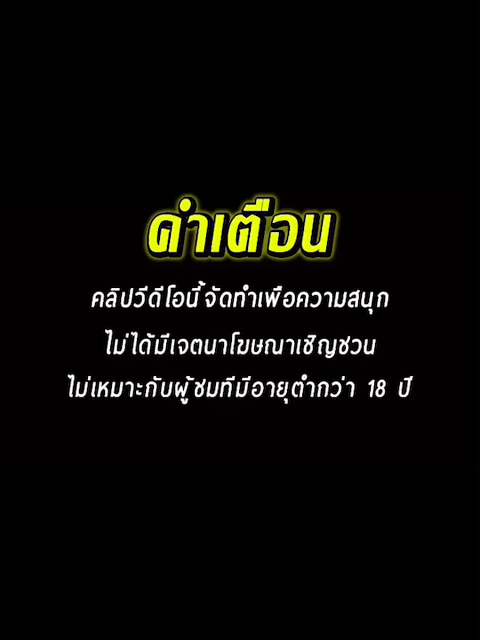 คำเตือน
คลิปวีดีโอนี้จัดทำเพื่อความสนุก
ไม่ได้มีเจตนาโฆษณาเชิญชวน
ไม่เหมาะกับผู้ชมที่มีอายุต่ำกว่า 18 ปี